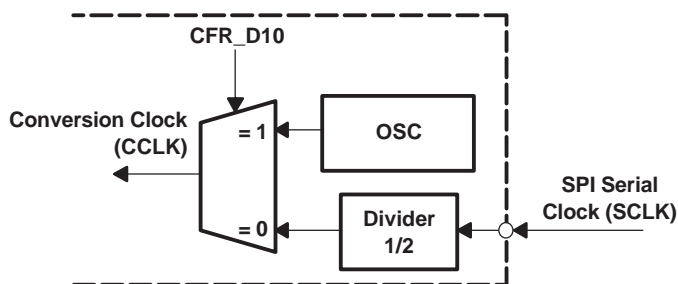 CFR_D10
Conversion Clock
(CCLK)
= 1
OSC
SPI Serial
Clock (SCLK)
= 0
Divider
1/2